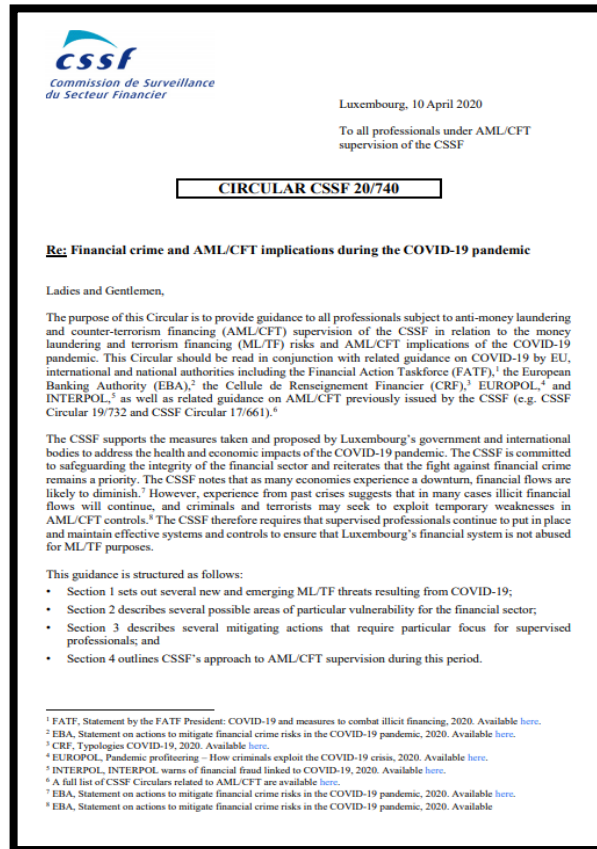 cssf
Commission de Surveillance
du Secteur Financier
Luxembourg, 10 April 2020
To all professionals under AML/CFT
supervision of the CSSF
CIRCULAR CSSF 20/740
Re: Financial crime and AML/CFT implications during the COVID-19 pandemic
Ladies and Gentlemen,
The purpose of this Circular is to provide guidance to all professionals subject to anti-money laundering
and counter-terrorism financing (AML/CFT) supervision of the CSSF in relation to the money
laundering and terrorism financing (ML/TF) risks and AML/CFT implications of the COVID-19
pandemic. This Circular should be read in conjunction with related guidance on COVID-19 by EU,
international and national authorities including the Financial Action Taskforce (FATF),¹ the European
Banking Authority (EBA),² the Cellule de Renseignement Financier (CRF),³ EUROPOL,⁴ and
INTERPOL,⁵ as well as related guidance on AML/CFT previously issued by the CSSF (e.g. CSSF
Circular 19/732 and CSSF Circular 17/661).⁶
The CSSF supports the measures taken and proposed by Luxembourg's government and international
bodies to address the health and economic impacts of the COVID-19 pandemic. The CSSF is committed
to safeguarding the integrity of the financial sector and reiterates that the fight against financial crime
remains a priority. The CSSF notes that as many economies experience a downturn, financial flows are
likely to diminish.⁷ However, experience from past crises suggests that in many cases illicit financial
flows will continue, and criminals and terrorists may seek to exploit temporary weaknesses in
AML/CFT controls.⁸ The CSSF therefore requires that supervised professionals continue to put in place
and maintain effective systems and controls to ensure that Luxembourg's financial system is not abused
for ML/TF purposes.
This guidance is structured as follows:
• Section 1 sets out several new and emerging ML/TF threats resulting from COVID-19;
• Section 2 describes several possible areas of particular vulnerability for the financial sector;
• Section 3 describes several mitigating actions that require particular focus for supervised
professionals; and
• Section 4 outlines CSSF's approach to AML/CFT supervision during this period.
¹ FATF, Statement by the FATF President: COVID-19 and measures to combat illicit financing, 2020. Available here.
² EBA, Statement on actions to mitigate financial crime risks in the COVID-19 pandemic, 2020. Available here.
³ CRF, Typologies COVID-19, 2020. Available here.
⁴ EUROPOL, Pandemic profiteering – How criminals exploit the COVID-19 crisis, 2020. Available here.
⁵ INTERPOL, INTERPOL warns of financial fraud linked to COVID-19, 2020. Available here.
⁶ A full list of CSSF Circulars related to AML/CFT are available here.
⁷ EBA, Statement on actions to mitigate financial crime risks in the COVID-19 pandemic, 2020. Available here.
⁸ EBA, Statement on actions to mitigate financial crime risks in the COVID-19 pandemic, 2020. Available